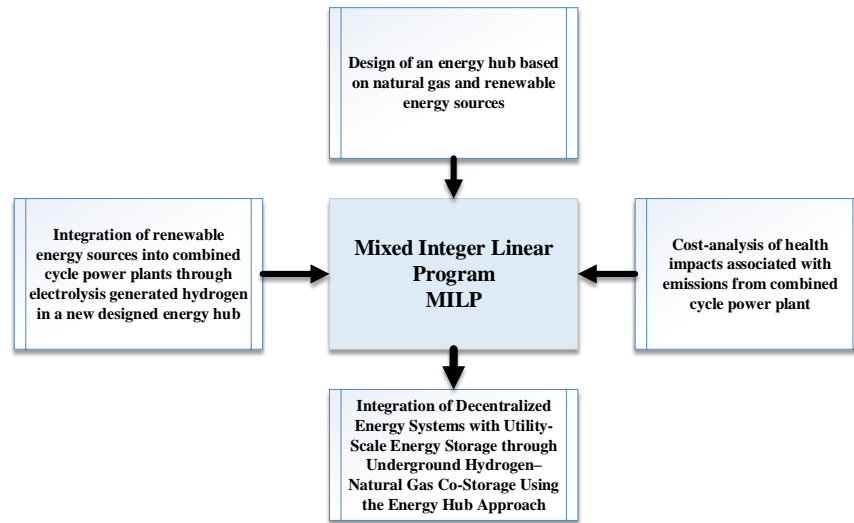 Design of an energy hub based
on natural gas and renewable
energy sources
Integration of renewable
energy sources into combined
cycle power plants through
electrolysis generated hydrogen
in a new designed energy hub
Mixed Integer Linear
Program
MILP
Cost-analysis of health
impacts associated with
emissions from combined
cycle power plant
Integration of Decentralized
Energy Systems with Utility-
Scale Energy Storage through
Underground Hydrogen–
Natural Gas Co-Storage Using
the Energy Hub Approach